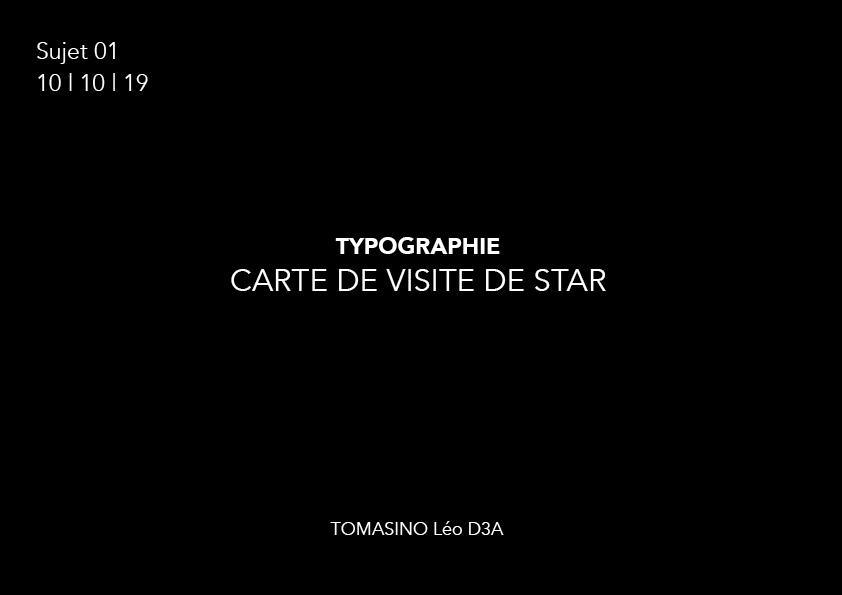 Sujet 01
10 | 10 | 19
TYPOGRAPHIE
CARTE DE VISITE DE STAR
TOMASINO Léo D3A